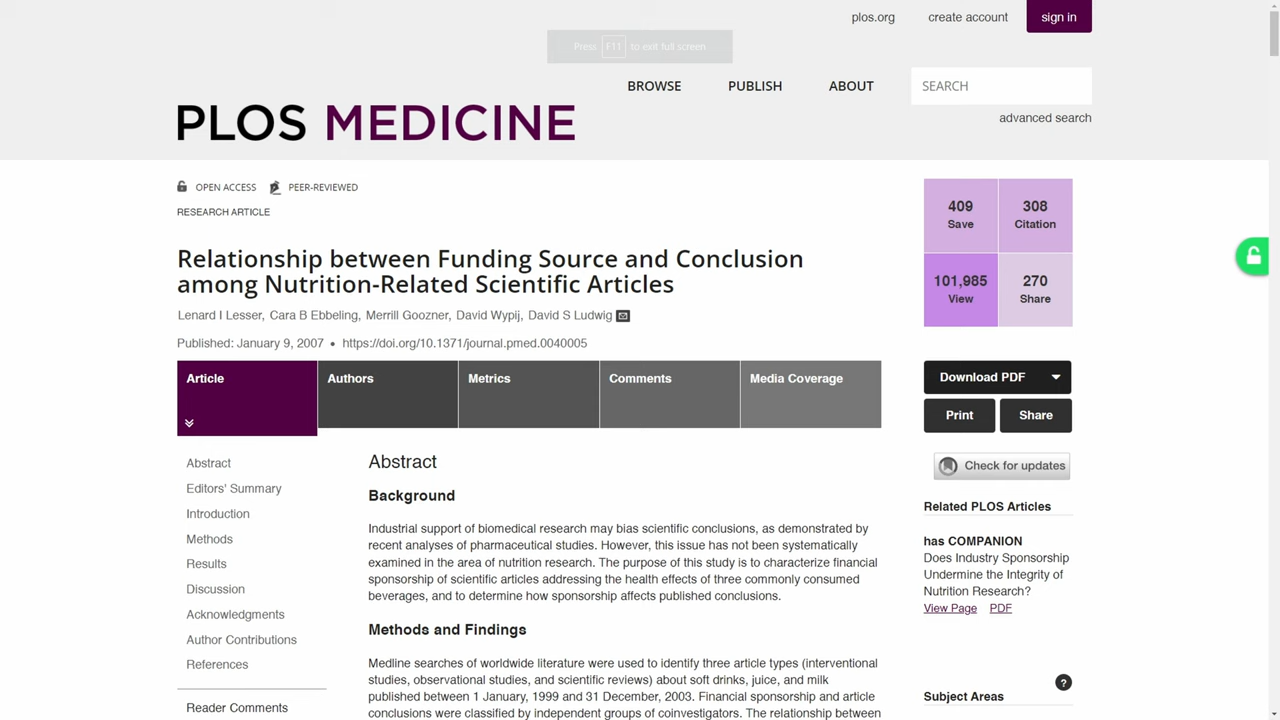 plos.org create account sign in
Press F11 to exit full screen
BROWSE PUBLISH ABOUT SEARCH
PLOS MEDICINE
advanced search
OPEN ACCESS PEER-REVIEWED
RESEARCH ARTICLE
Relationship between Funding Source and Conclusion
among Nutrition-Related Scientific Articles
Lenard I Lesser, Cara B Ebbeling, Merrill Goozner, David Wypij, David S Ludwig
Published: January 9, 2007 • https://doi.org/10.1371/journal.pmed.0040005
409
Save
308
Citation
101,985
View
270
Share
Article
Authors
Metrics
Comments
Media Coverage
Download PDF
Print
Share
Check for updates
Abstract
Editors' Summary
Introduction
Methods
Results
Discussion
Acknowledgments
Author Contributions
References
Reader Comments
Abstract
Background
Industrial support of biomedical research may bias scientific conclusions, as demonstrated by
recent analyses of pharmaceutical studies. However, this issue has not been systematically
examined in the area of nutrition research. The purpose of this study is to characterize financial
sponsorship of scientific articles addressing the health effects of three commonly consumed
beverages, and to determine how sponsorship affects published conclusions.
Methods and Findings
Medline searches of worldwide literature were used to identify three article types (interventional
studies, observational studies, and scientific reviews) about soft drinks, juice, and milk
published between 1 January, 1999 and 31 December, 2003. Financial sponsorship and article
conclusions were classified by independent groups of coinvestigators. The relationship between
Related PLOS Articles
has COMPANION
Does Industry Sponsorship
Undermine the Integrity of
Nutrition Research?
View Page PDF
?
Subject Areas